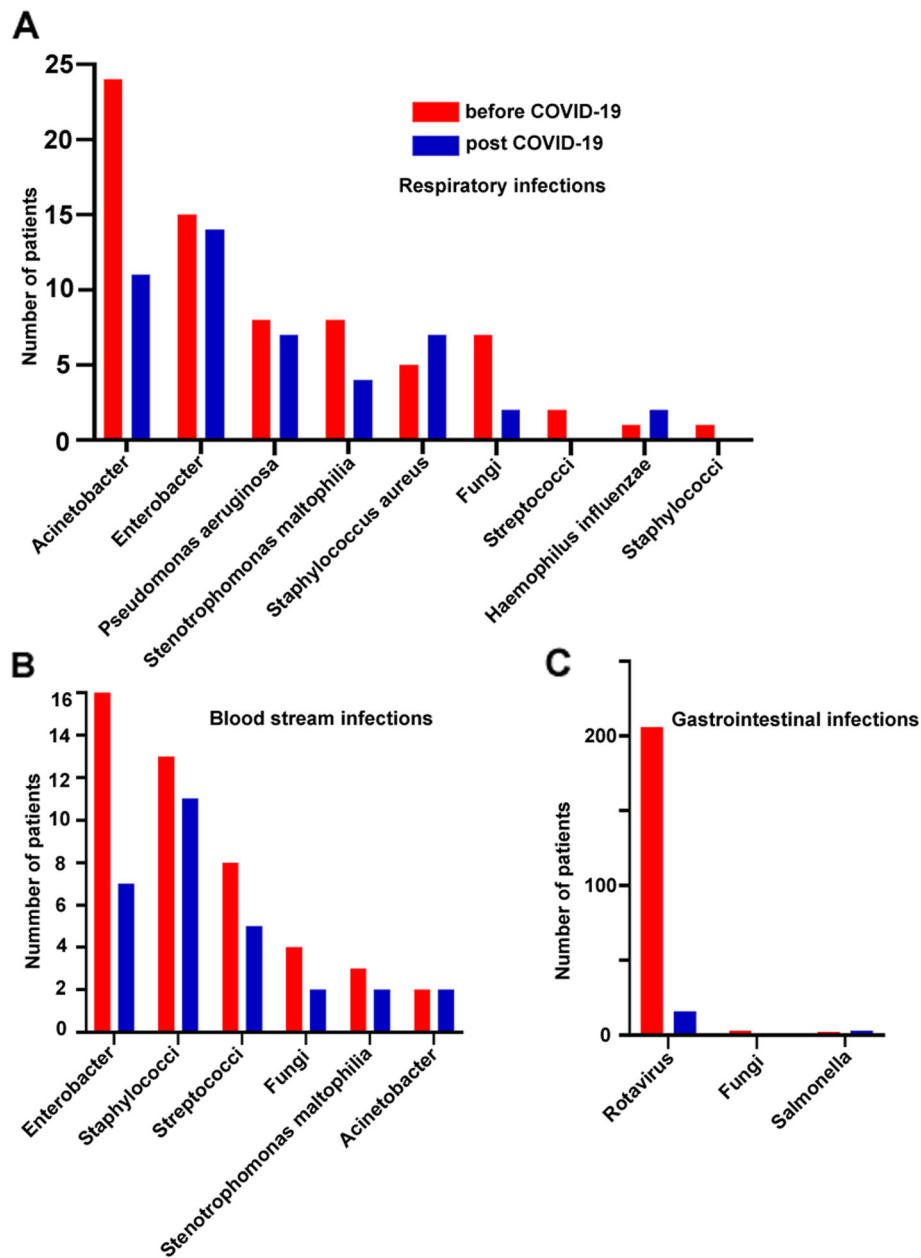 A
25
20
15
10
5
0
Number of patients
before COVID-19
post COVID-19
Respiratory infections
Acinetobacter
Enterobacter
Pseudomonas aeruginosa
Stenotrophomonas maltophilia
Staphylococcus aureus
Fungi
Streptococci
Haemophilus influenzae
Staphylococci
B
16
14
12
10
8
6
4
2
0
Nummber of patients
Blood stream infections
Enterobacter
Staphylococci
Streptococci
Fungi
Stenotrophomonas maltophilia
Acinetobacter
C
200
100
0
Number of patients
Gastrointestinal infections
Rotavirus
Fungi
Salmonella